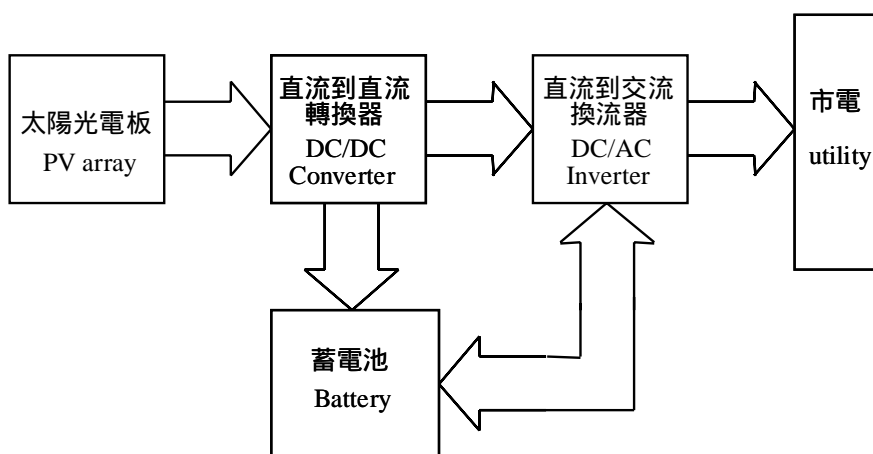 太陽光電板
PV array
直流到直流
轉換器
DC/DC
Converter
直流到交流
換流器
DC/AC
Inverter
市電
utility
蓄電池
Battery